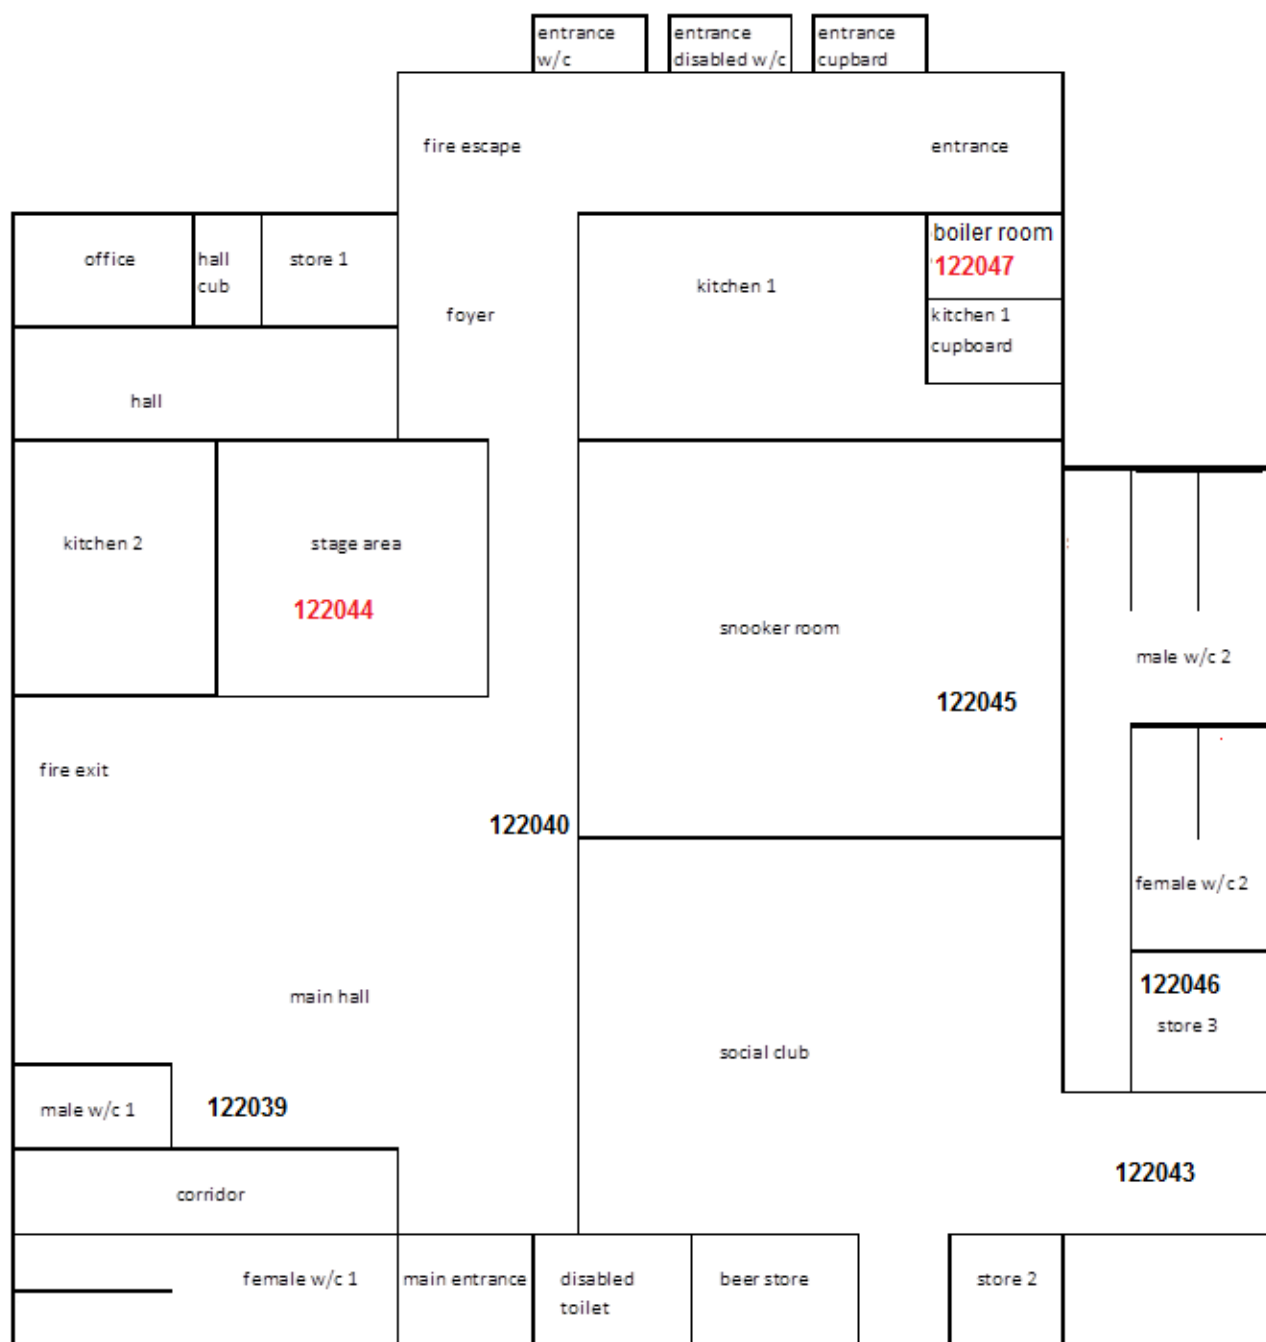 entrance
w/c
entrance
disabled w/c
entrance
cupbard
fire escape
entrance
office
hall
cub
store 1
foyer
kitchen 1
boiler room
122047
kitchen 1
cupboard
hall
kitchen 2
stage area
122044
snooker room
male w/c 2
122045
fire exit
122040
female w/c 2
main hall
122046
store 3
social club
male w/c 1
122039
corridor
122043
female w/c 1
main entrance
disabled
toilet
beer store
store 2